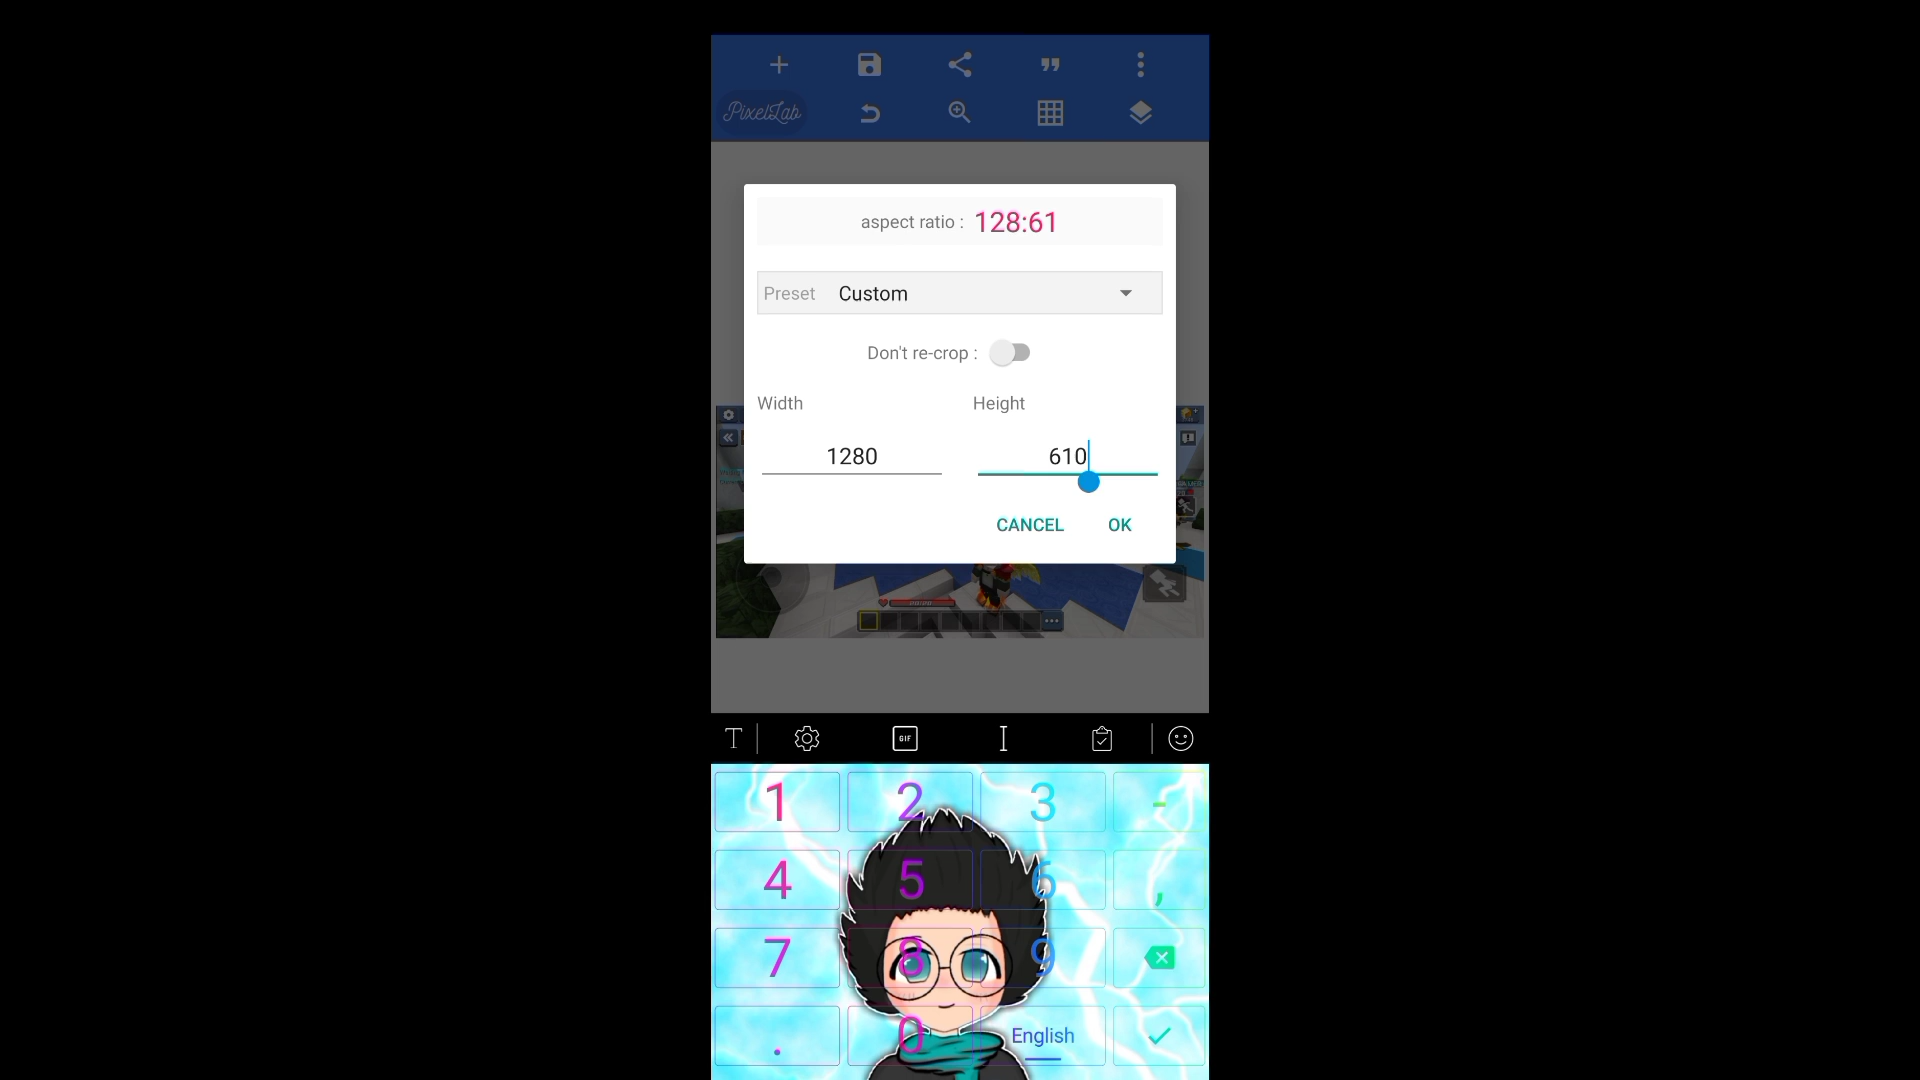 PixelLab
aspect ratio : 128:61
Preset Custom
Don't re-crop :
Width Height
1280 610
CANCEL OK
T GIF
1 2 3 -
4 5 6 ,
7 8 9
. 0 English